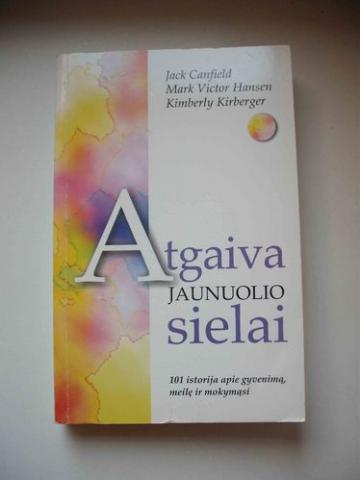 Jack Canfield
Mark Victor Hansen
Kimberly Kirberger
Atgaiva
JAUNUOLIO
sielai
101 istorija apie gyvenimą,
meilę ir mokymąsi